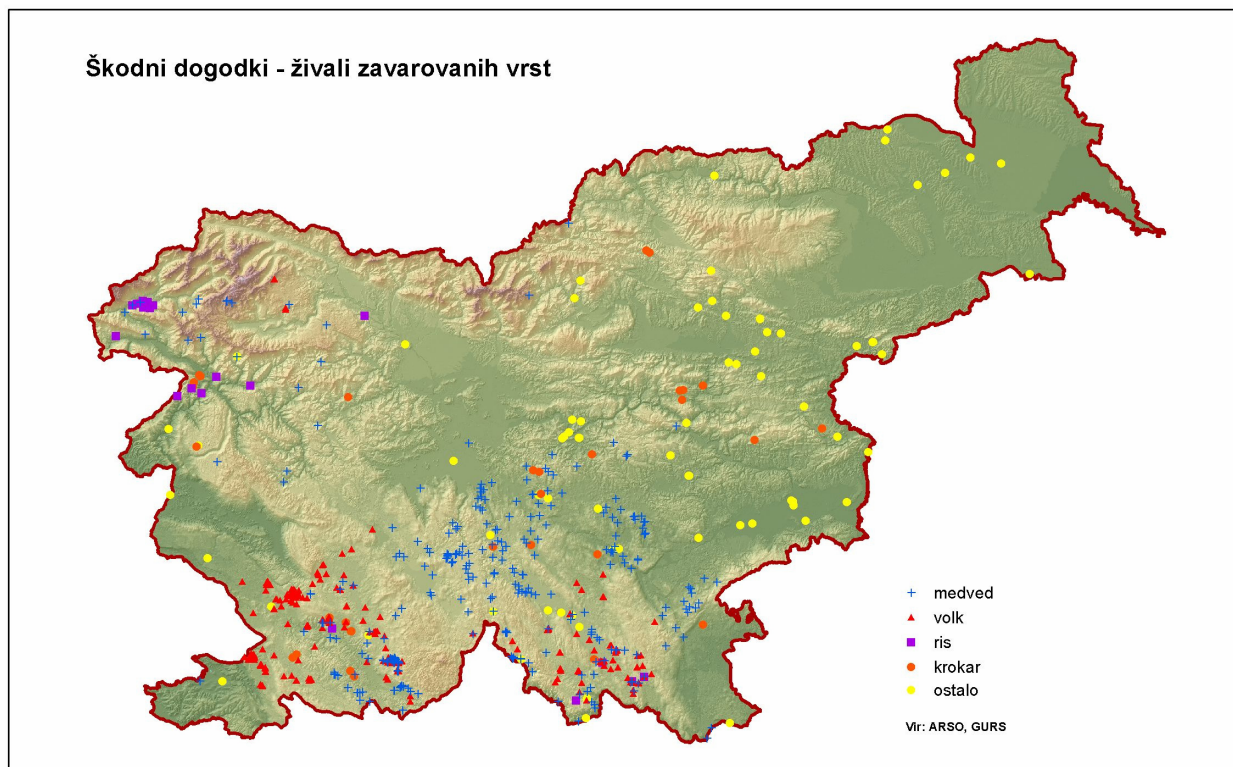 Škodni dogodki - živali zavarovanih vrst
medved
volk
ris
krokar
ostalo
Vir: ARSO, GURS